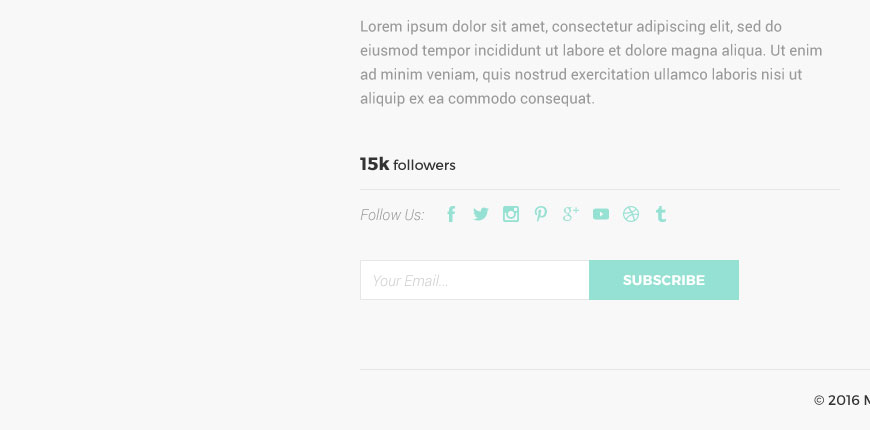 Lorem ipsum dolor sit amet, consectetur adipiscing elit, sed do
eiusmod tempor incididunt ut labore et dolore magna aliqua. Ut enim
ad minim veniam, quis nostrud exercitation ullamco laboris nisi ut
aliquip ex ea commodo consequat.
15k followers
Follow Us:
Your Email...
SUBSCRIBE
© 2016 M